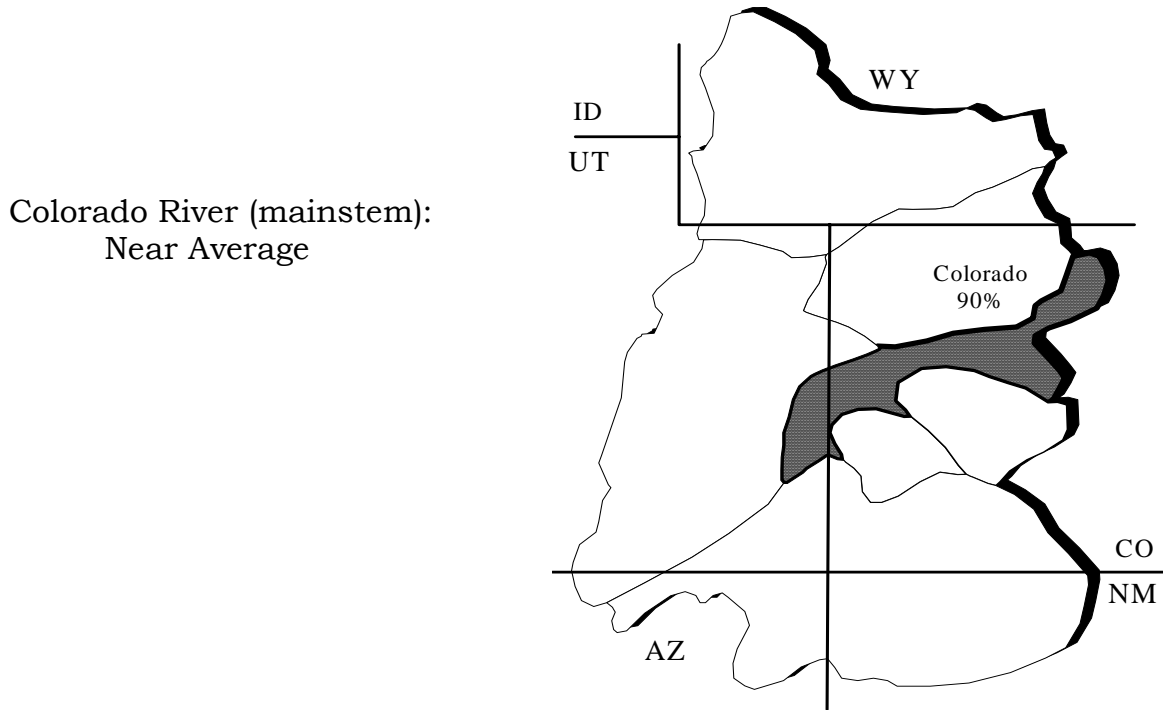 WY
ID
UT
Colorado River (mainstem):
Near Average
Colorado
90%
CO
NM
AZ